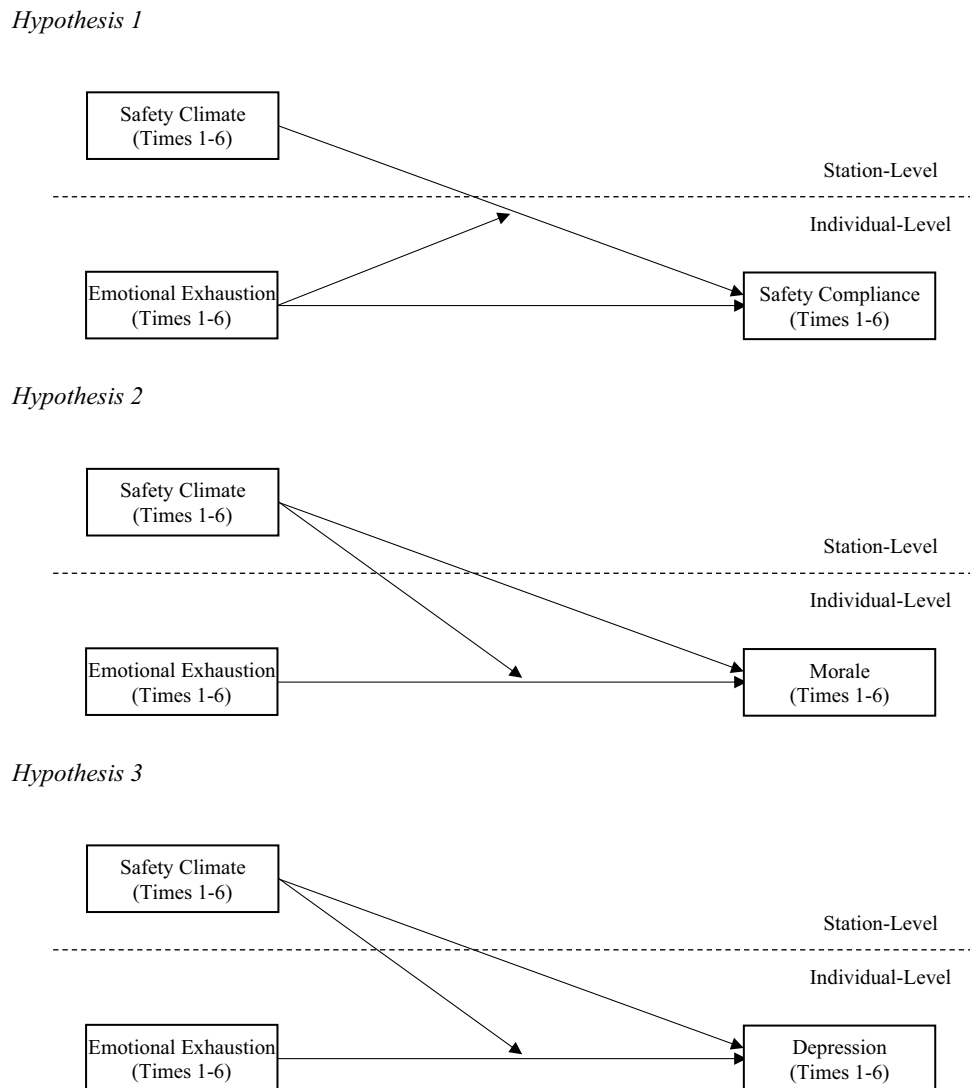 Hypothesis 1
Safety Climate
(Times 1-6)
Station-Level
Individual-Level
Emotional Exhaustion
(Times 1-6)
Safety Compliance
(Times 1-6)
Hypothesis 2
Safety Climate
(Times 1-6)
Station-Level
Individual-Level
Emotional Exhaustion
(Times 1-6)
Morale
(Times 1-6)
Hypothesis 3
Safety Climate
(Times 1-6)
Station-Level
Individual-Level
Emotional Exhaustion
(Times 1-6)
Depression
(Times 1-6)